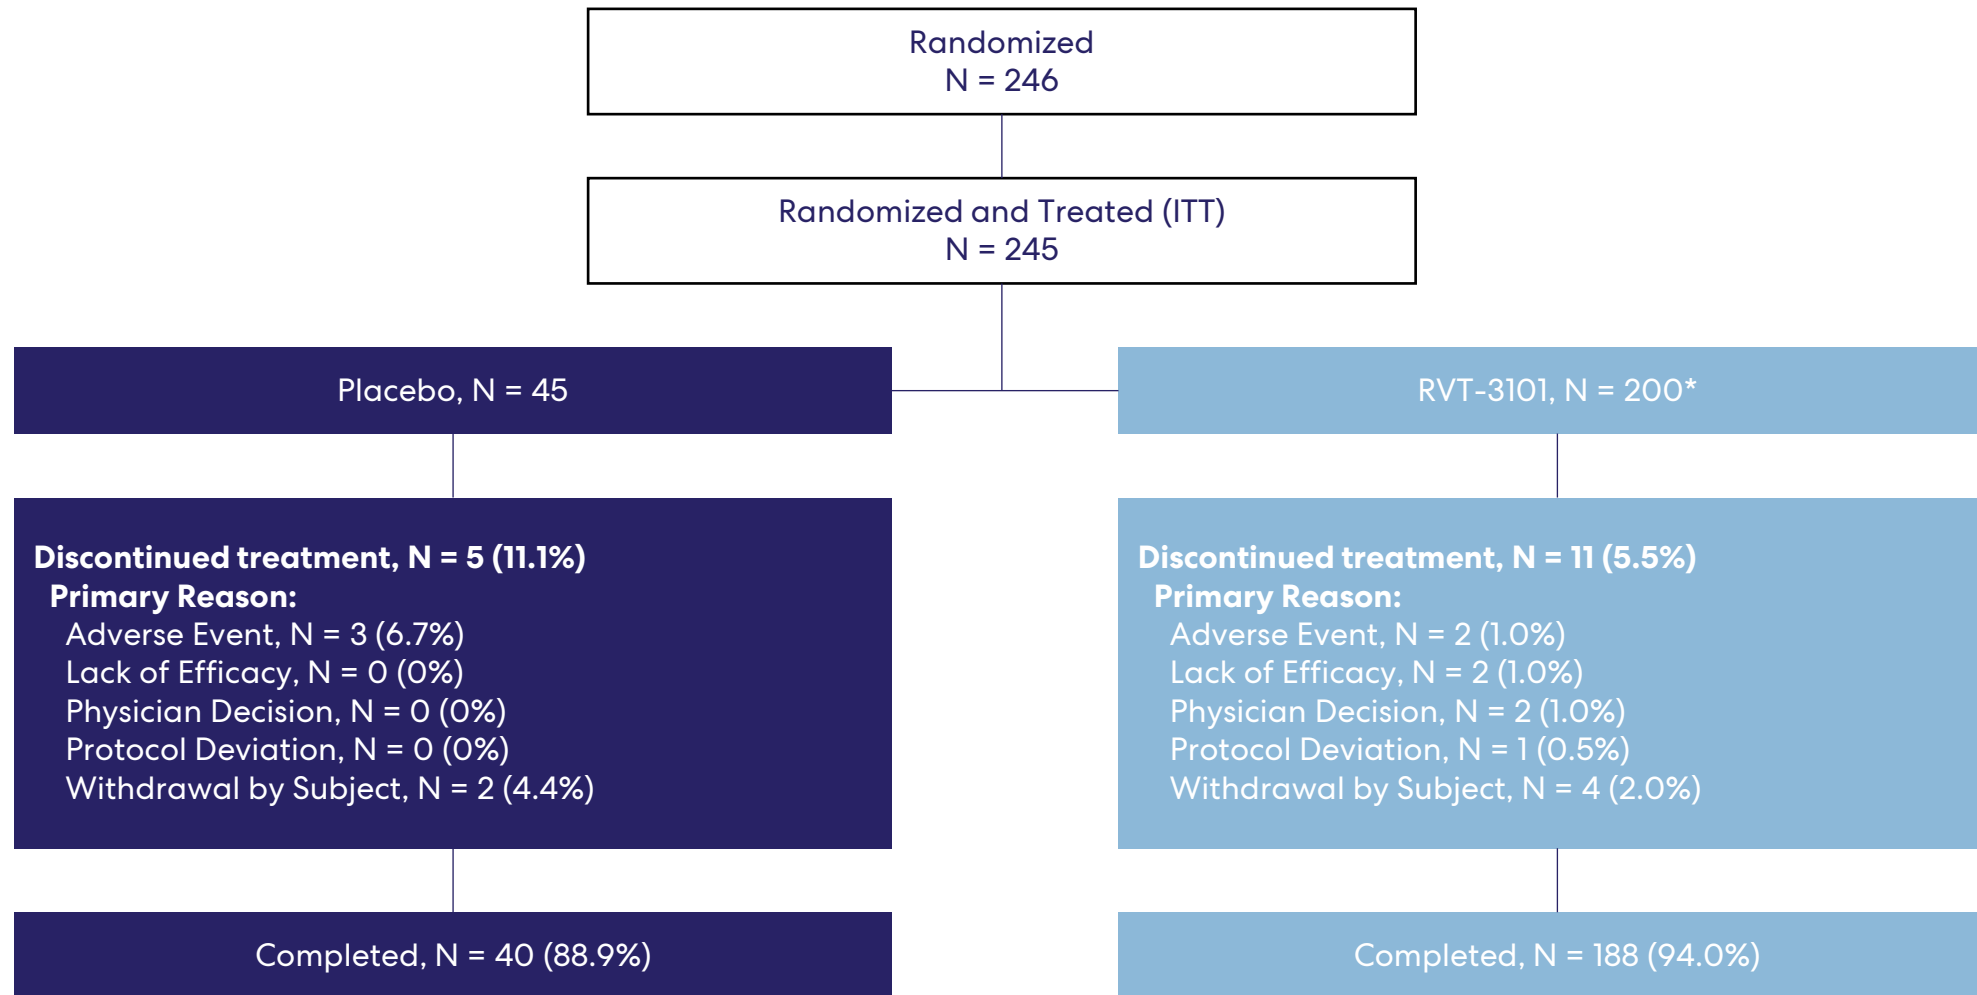 Randomized
N = 246
Randomized and Treated (ITT)
N = 245
Placebo, N = 45
RVT-3101, N = 200*
Discontinued treatment, N = 5 (11.1%)
Primary Reason:
Adverse Event, N = 3 (6.7%)
Lack of Efficacy, N = 0 (0%)
Physician Decision, N = 0 (0%)
Protocol Deviation, N = 0 (0%)
Withdrawal by Subject, N = 2 (4.4%)
Discontinued treatment, N = 11 (5.5%)
Primary Reason:
Adverse Event, N = 2 (1.0%)
Lack of Efficacy, N = 2 (1.0%)
Physician Decision, N = 2 (1.0%)
Protocol Deviation, N = 1 (0.5%)
Withdrawal by Subject, N = 4 (2.0%)
Completed, N = 40 (88.9%)
Completed, N = 188 (94.0%)